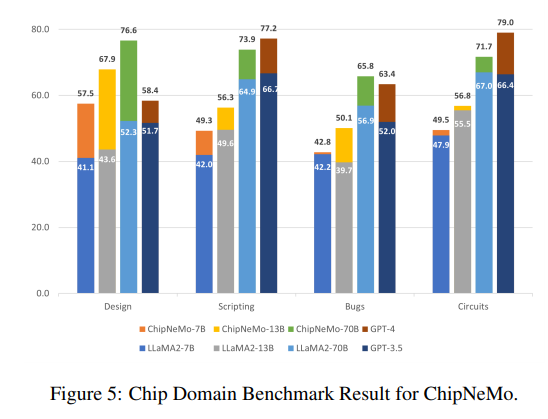 80.0
60.0
40.0
20.0
0.0
57.5 67.9 76.6 58.4
41.1 43.6 52.3 51.7
49.3 56.3 73.9 77.2
42.0 49.6 64.9 66.7
42.8 50.1 65.8 63.4
42.2 39.7 56.9 52.0
49.5 56.8 71.7 79.0
47.9 55.5 67.0 66.4
Design Scripting Bugs Circuits
ChipNeMo-7B ChipNeMo-13B ChipNeMo-70B GPT-4
LLaMA2-7B LLaMA2-13B LLaMA2-70B GPT-3.5
Figure 5: Chip Domain Benchmark Result for ChipNeMo.